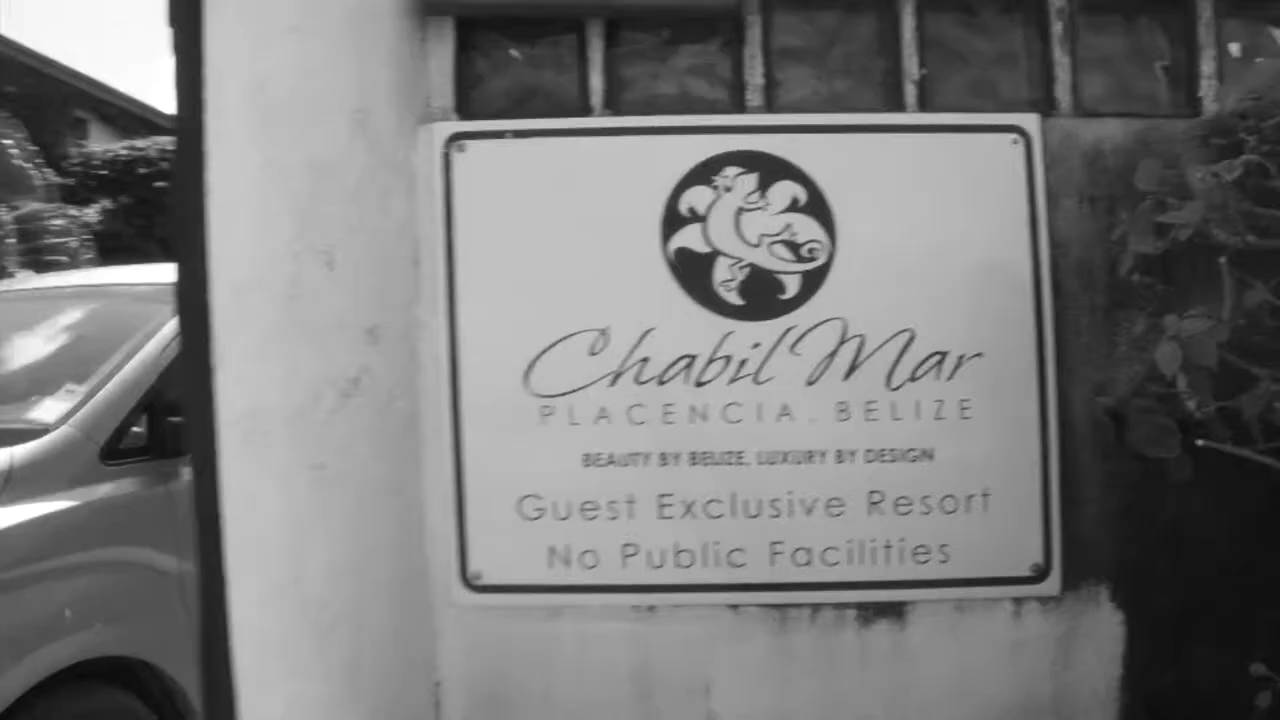 Chabil Mar
PLACENCIA. BELIZE
BEAUTY BY BELIZE, LUXURY BY DESIGN
Guest Exclusive Resort
No Public Facilities